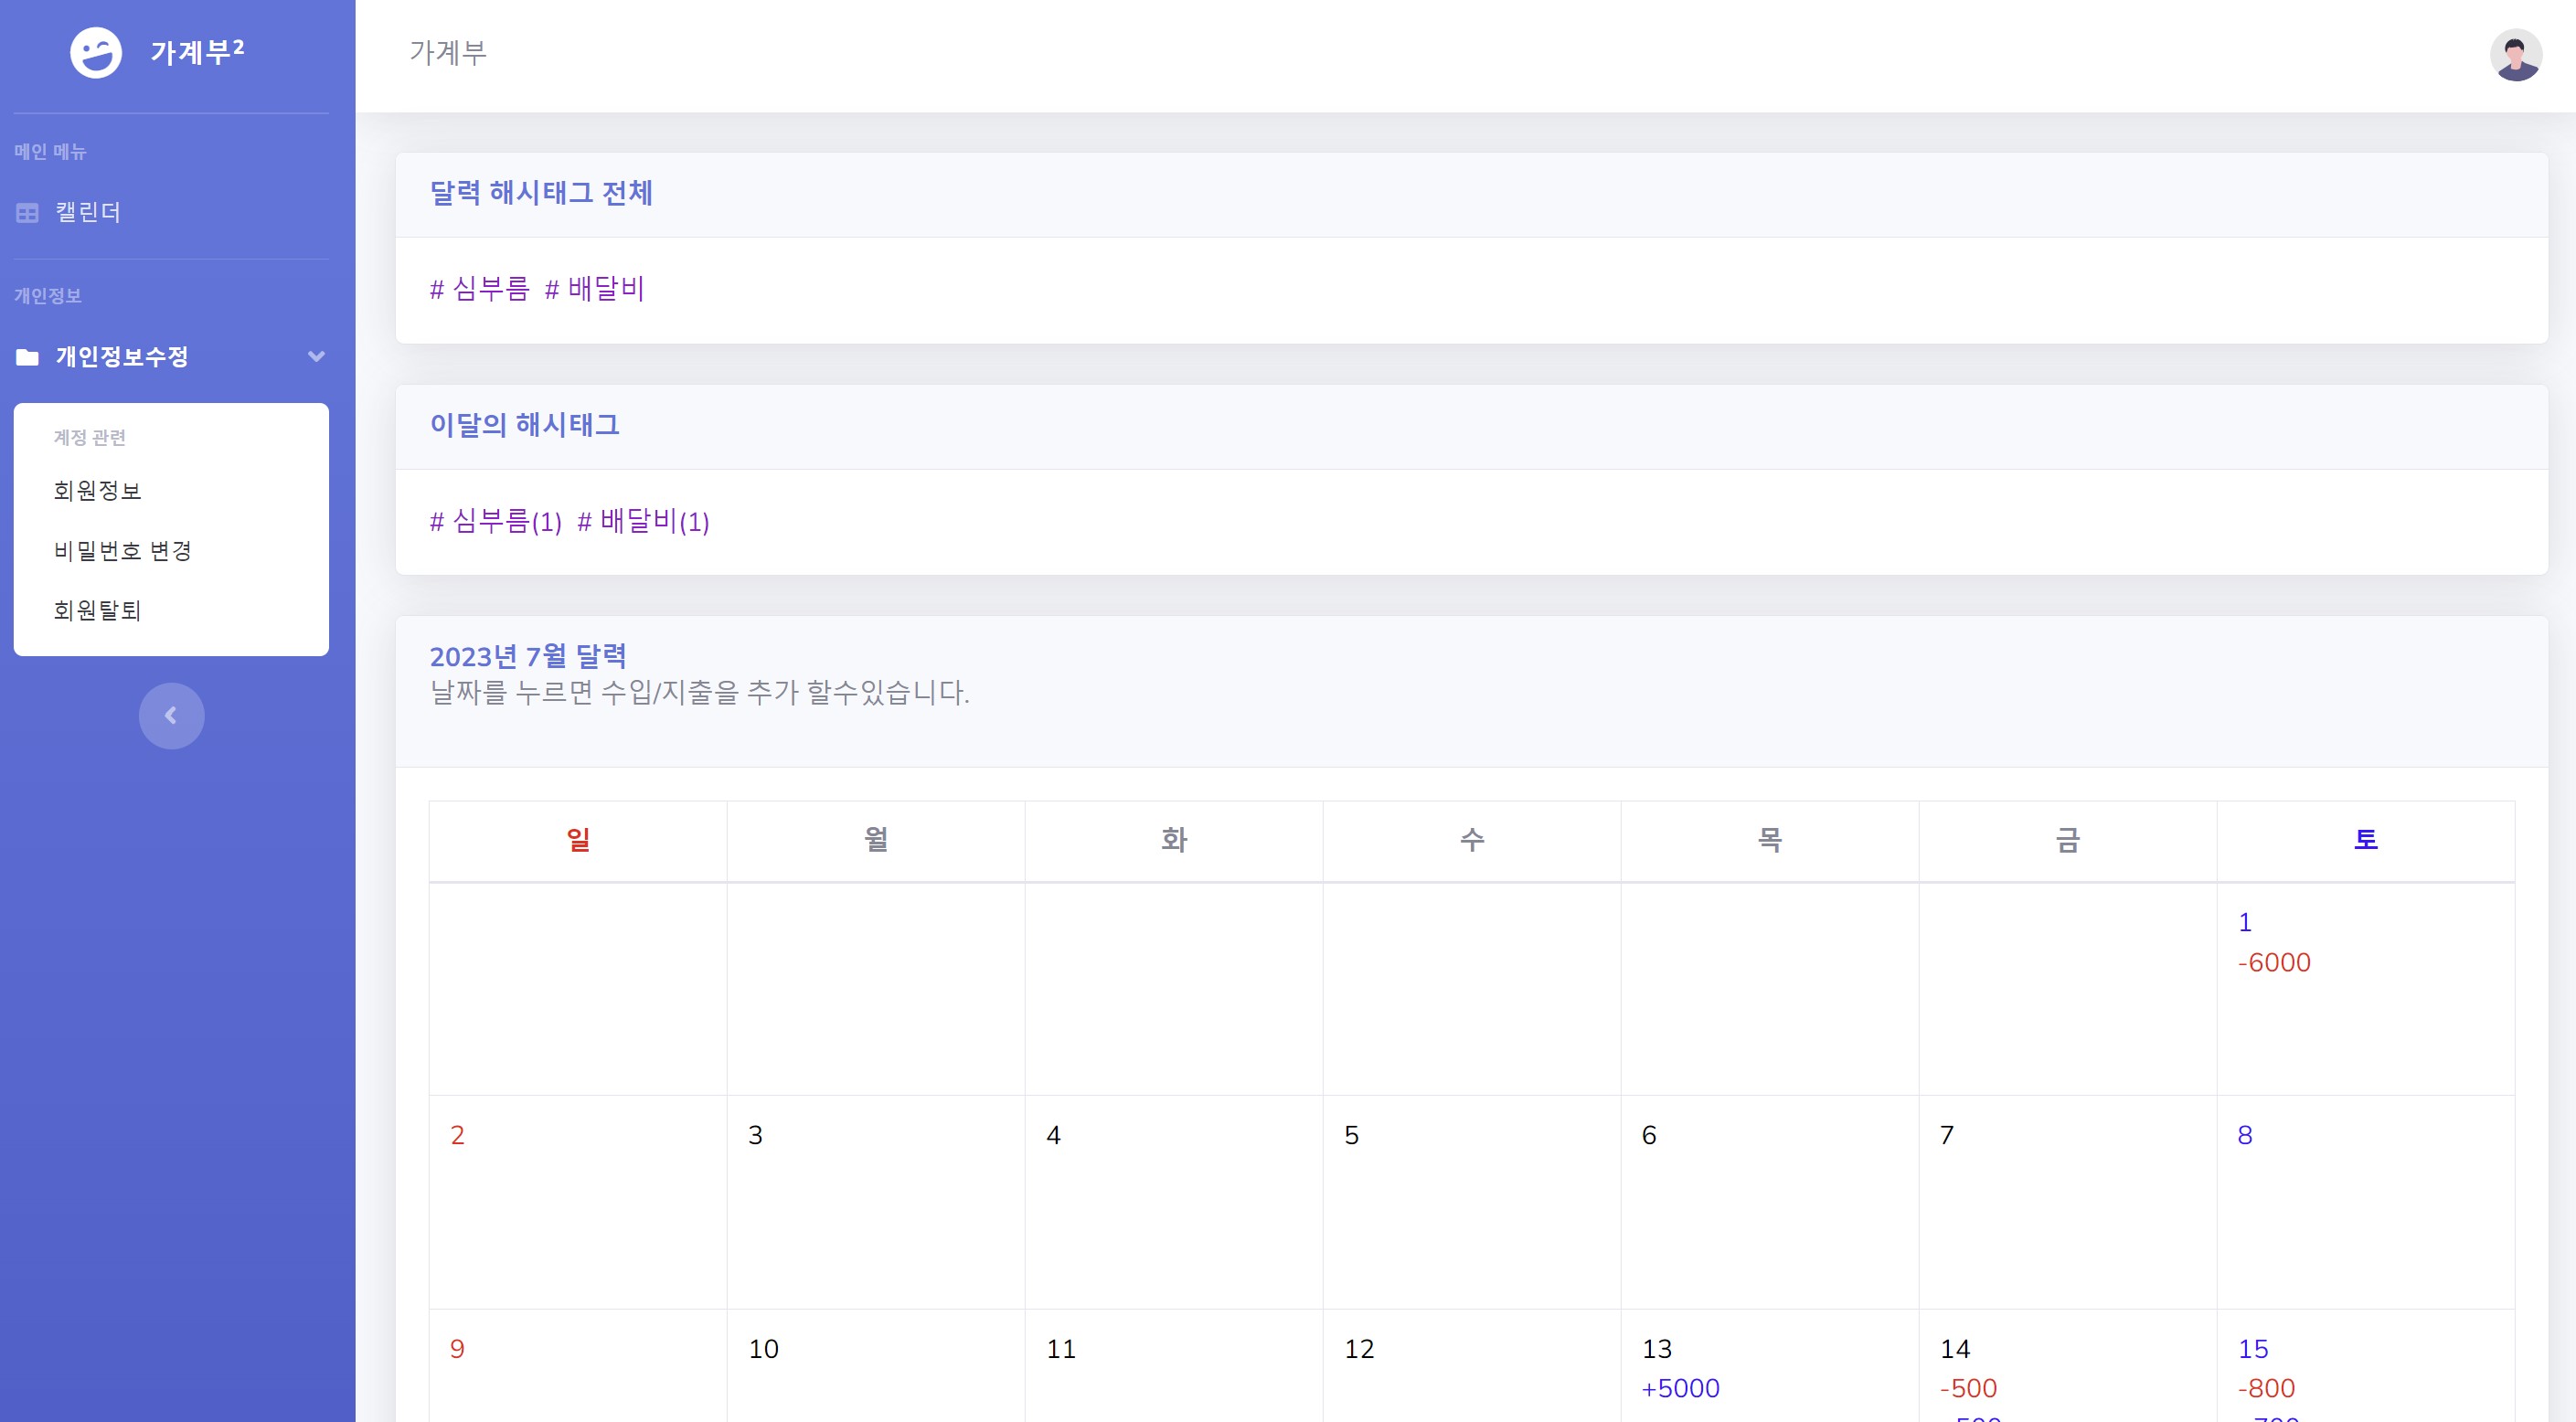 가계부²
가계부
메인 메뉴
캘린더
개인정보
개인정보수정
계정 관련
회원정보
비밀번호 변경
회원탈퇴
달력 해시태그 전체
# 심부름 # 배달비
이달의 해시태그
# 심부름(1) # 배달비(1)
2023년 7월 달력
날짜를 누르면 수입/지출을 추가 할수있습니다.
일 월 화 수 목 금 토
1
-6000
2 3 4 5 6 7 8
9 10 11 12 13 14 15
+5000 -500 -800